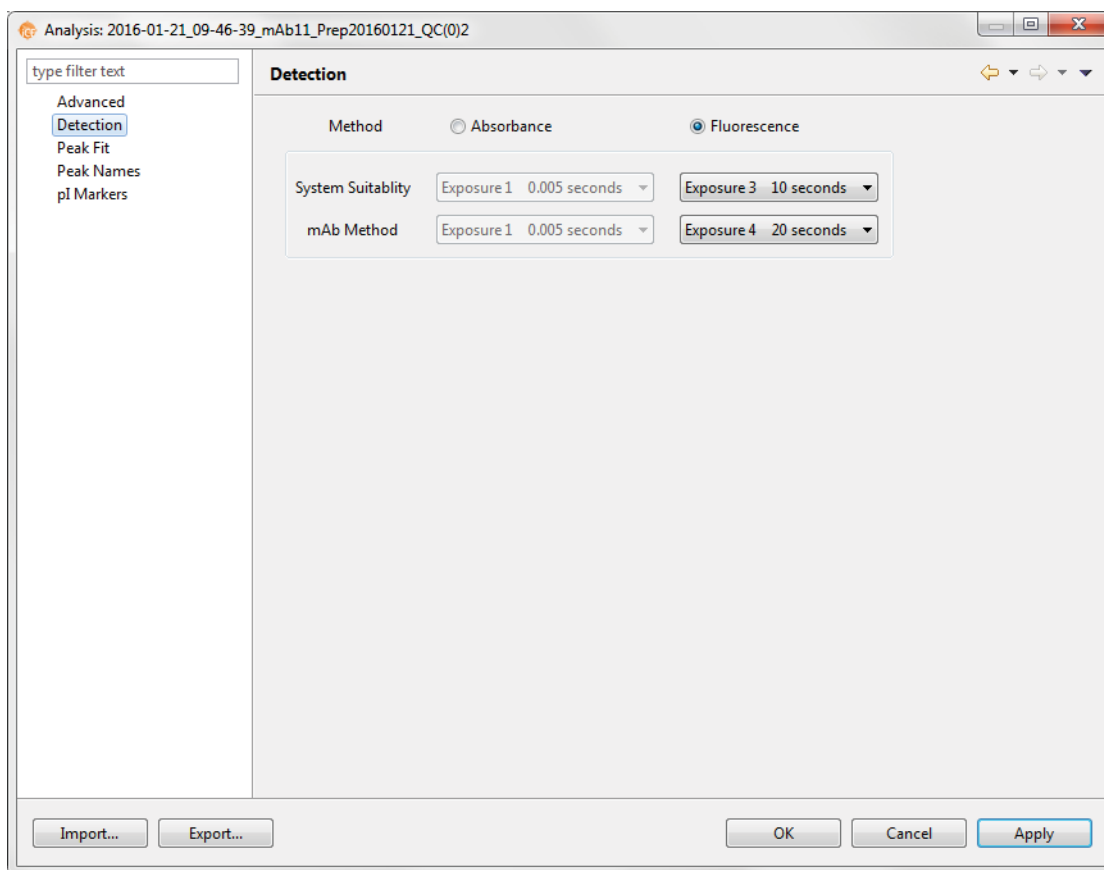 Analysis: 2016-01-21_09-46-39_mAb11_Prep20160121_QC(0)2
type filter text
Advanced
Detection
Peak Fit
Peak Names
pI Markers
Detection
Method Absorbance Fluorescence
System Suitablity Exposure 1 0.005 seconds Exposure 3 10 seconds
mAb Method Exposure 1 0.005 seconds Exposure 4 20 seconds
Import... Export... OK Cancel Apply